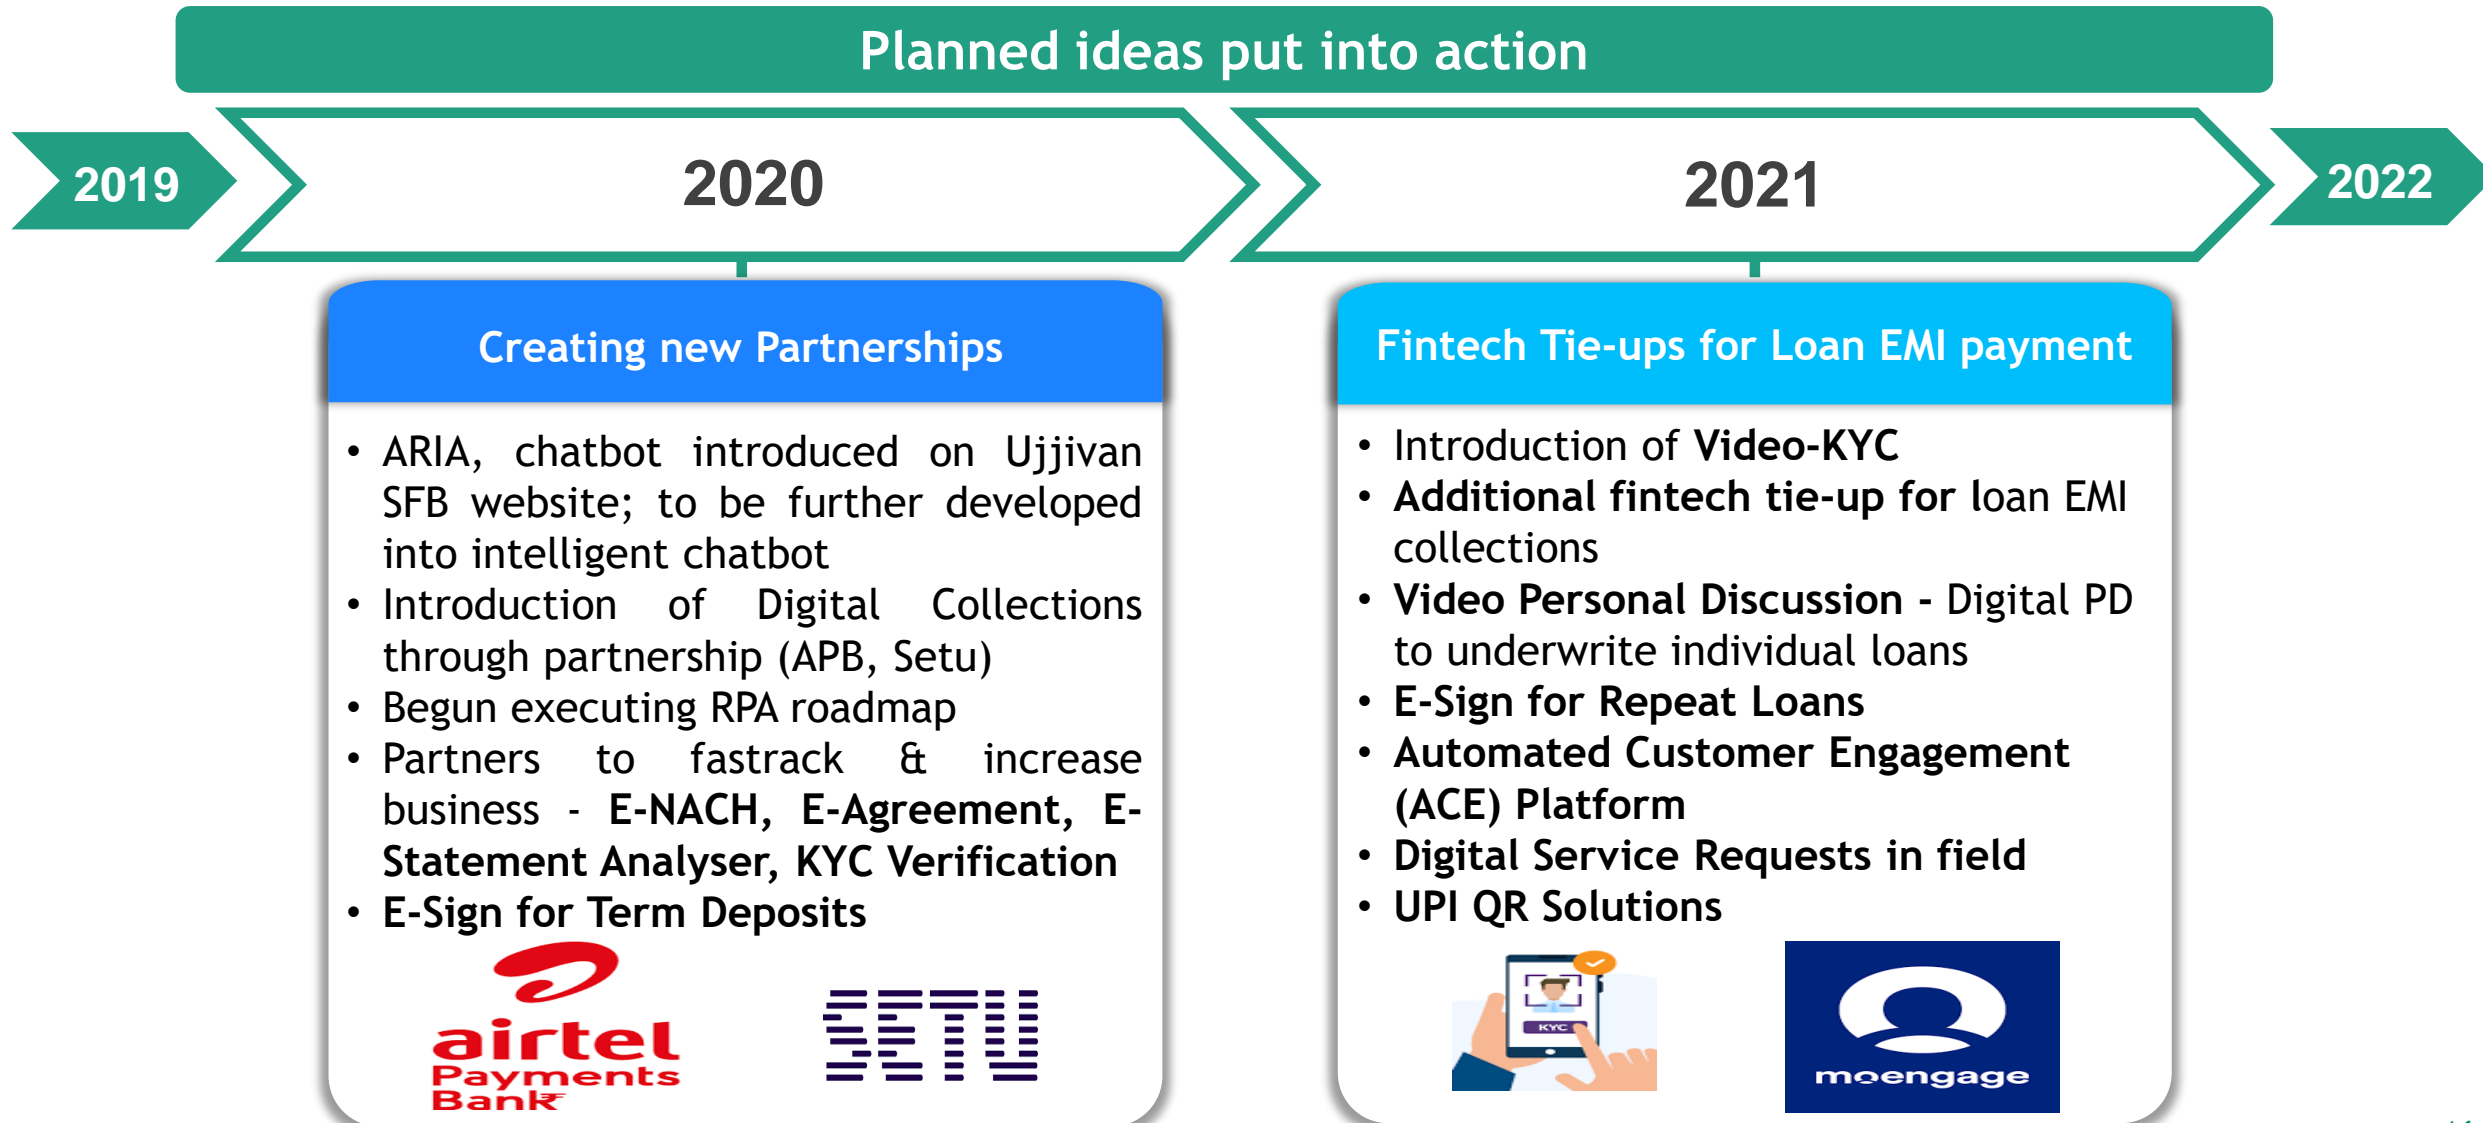 Planned ideas put into action
2019
2020
2021
2022
Creating new Partnerships
• ARIA, chatbot introduced on Ujjivan
SFB website; to be further developed
into intelligent chatbot
• Introduction of Digital Collections
through partnership (APB, Setu)
• Begun executing RPA roadmap
• Partners to fastrack & increase
business - E-NACH, E-Agreement, E-
Statement Analyser, KYC Verification
• E-Sign for Term Deposits
airtel
Payments
Bank
SETU
Fintech Tie-ups for Loan EMI payment
• Introduction of Video-KYC
• Additional fintech tie-up for loan EMI
collections
• Video Personal Discussion - Digital PD
to underwrite individual loans
• E-Sign for Repeat Loans
• Automated Customer Engagement
(ACE) Platform
• Digital Service Requests in field
• UPI QR Solutions
KYC
moengage